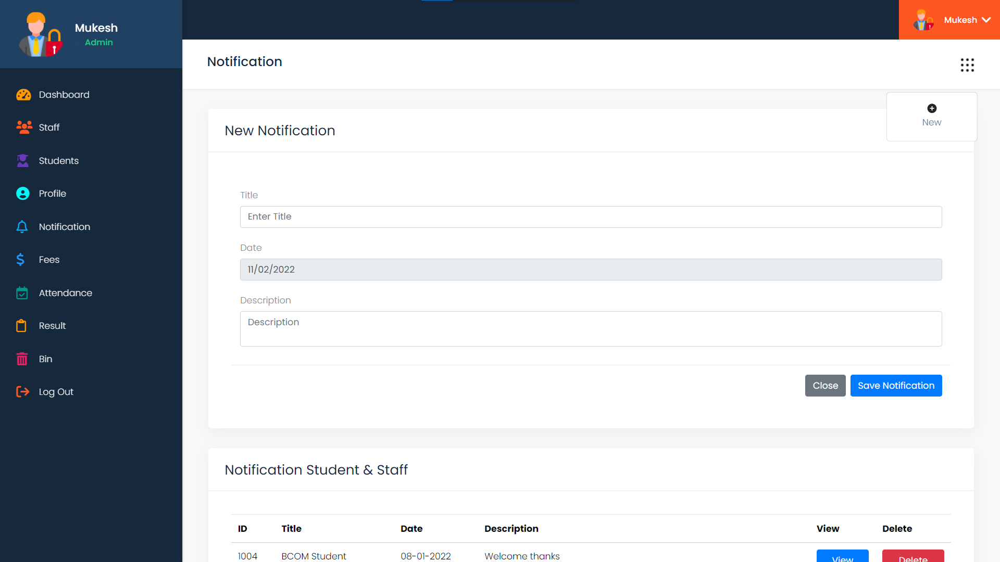 Mukesh
Admin
Mukesh
Dashboard
Staff
Students
Profile
Notification
Fees
Attendance
Result
Bin
Log Out
Notification
New
New Notification
Title
Enter Title
Date
11/02/2022
Description
Description
Close Save Notification
Notification Student & Staff
ID Title Date Description View Delete
1004 BCOM Student 08-01-2022 Welcome thanks View Delete